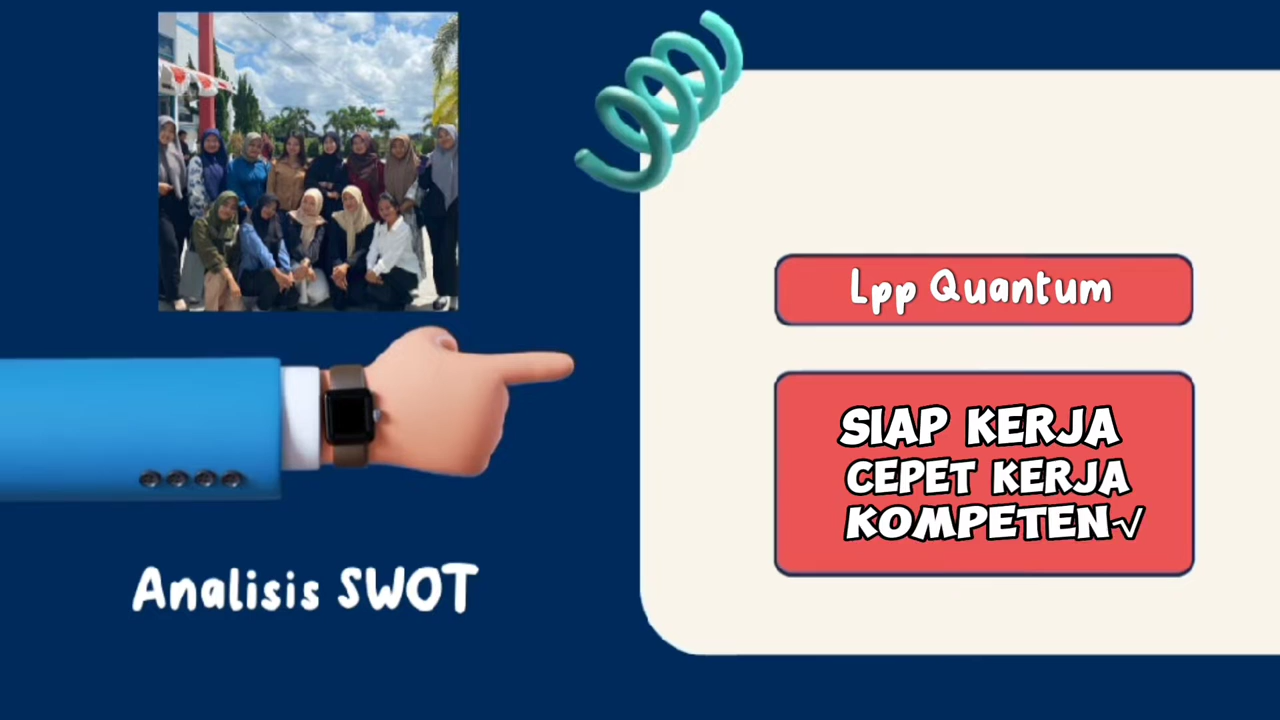 Analisis SWOT
Lpp Quantum
SIAP KERJA
CEPET KERJA
KOMPETEN√